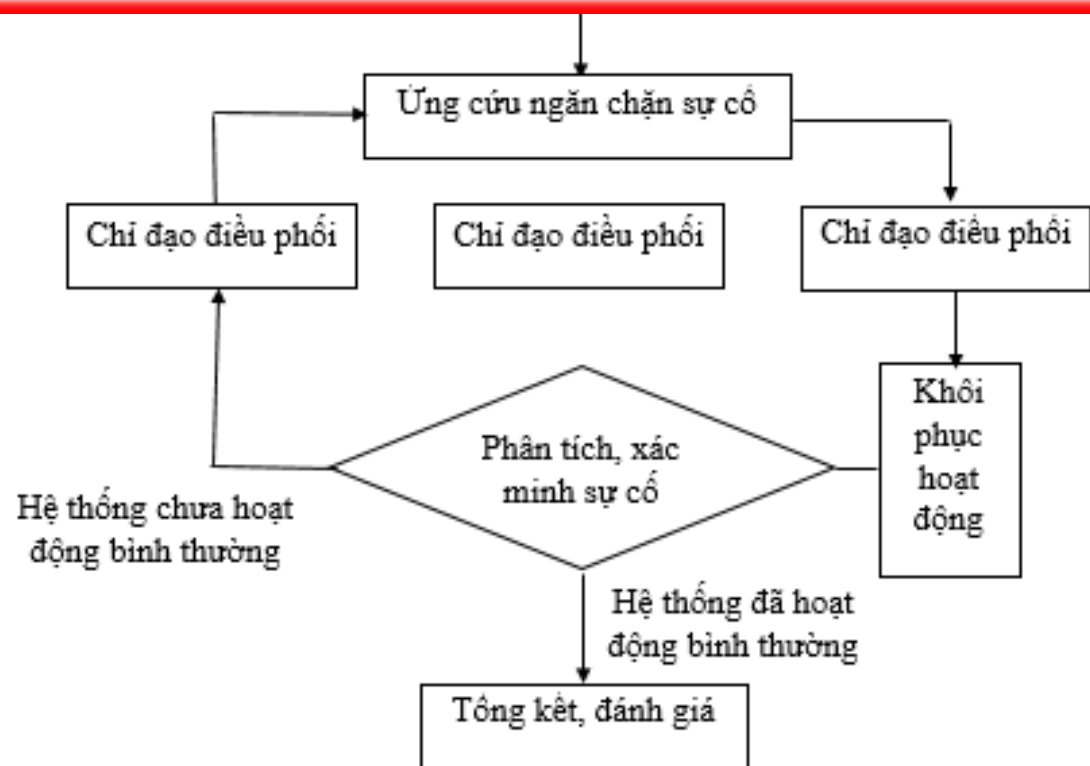 Ứng cứu ngăn chặn sự cố
Chỉ đạo điều phối
Chỉ đạo điều phối
Chỉ đạo điều phối
Khôi
phục
hoạt
động
Phân tích, xác
minh sự cố
Hệ thống chưa hoạt
động bình thường
Hệ thống đã hoạt
động bình thường
Tổng kết, đánh giá